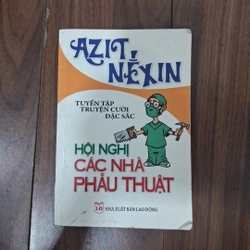 AZIT
NÊXIN
TUYỂN TẬP
TRUYỆN CƯỜI
ĐẶC SẮC
HỘI NGHỊ
CÁC NHÀ
PHẪU THUẬT
LĐ
NHÀ XUẤT BẢN LAO ĐỘNG